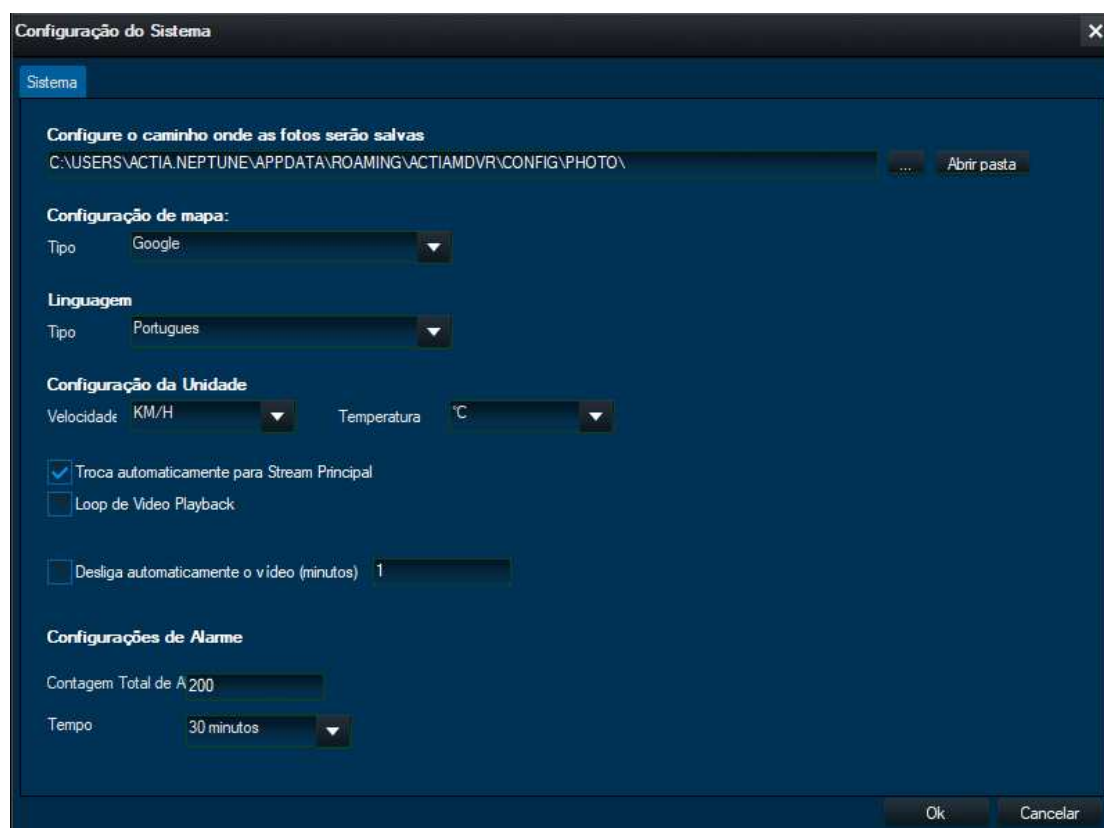 Configuração do Sistema
Sistema
Configure o caminho onde as fotos serão salvas
C:\USERS\ACTIA.NEPTUNE\APPDATA\ROAMING\ACTIAMDVR\CONFIG\PHOTO\ ... Abrir pasta
Configuração de mapa:
Tipo Google
Linguagem
Tipo Portugues
Configuração da Unidade
Velocidade KM/H Temperatura ℃
Troca automaticamente para Stream Principal
Loop de Video Playback
Desliga automaticamente o vídeo (minutos) 1
Configurações de Alarme
Contagem Total de A 200
Tempo 30 minutos
Ok Cancelar